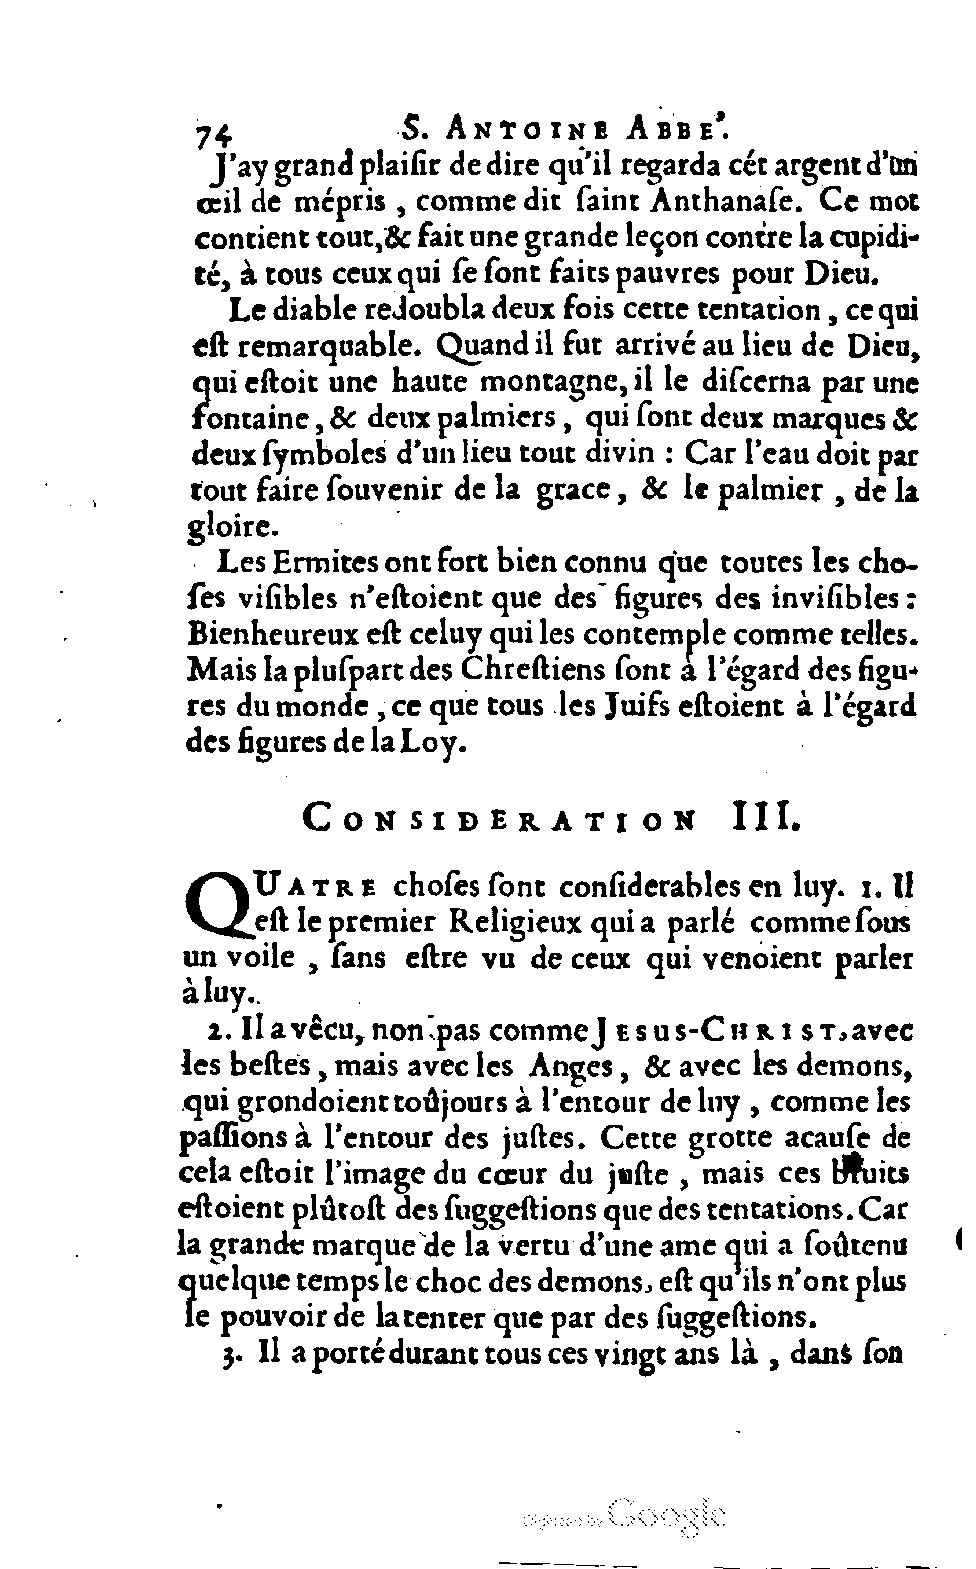 74 S. ANTOINE ABBE'.
J'ay grand plaiſir de dire qu'il regarda cét argent d'un
œil de mépris, comme dit ſaint Anthanaſe. Ce mot
contient tout, & fait une grande leçon contre la cupidi-
té, à tous ceux qui ſe ſont faits pauvres pour Dieu.
Le diable redoubla deux fois cette tentation, ce qui
eſt remarquable. Quand il fut arrivé au lieu de Dieu,
qui eſtoit une haute montagne, il le diſcerna par une
fontaine, & deux palmiers, qui ſont deux marques &
deux ſymboles d'un lieu tout divin : Car l'eau doit par
tout faire ſouvenir de la grace, & le palmier, de la
gloire.
Les Ermites ont fort bien connu que toutes les cho-
ſes viſibles n'eſtoient que des figures des inviſibles :
Bienheureux eſt celuy qui les contemple comme telles.
Mais la pluſpart des Chreſtiens ſont à l'égard des figu-
res du monde, ce que tous les Juifs eſtoient à l'égard
des figures de la Loy.
CONSIDERATION III.
QUATRE choſes ſont conſiderables en luy. 1. Il
eſt le premier Religieux qui a parlé comme ſous
un voile, ſans eſtre vu de ceux qui venoient parler
à luy.
2. Il a vêcu, non pas comme JESUS-CHRIST, avec
les beſtes, mais avec les Anges, & avec les demons,
qui grondoient toûjours à l'entour de luy, comme les
paſſions à l'entour des juſtes. Cette grotte acauſe de
cela eſtoit l'image du cœur du juſte, mais ces bruits
eſtoient plûtoſt des ſuggeſtions que des tentations. Car
la grande marque de la vertu d'une ame qui a ſoûtenu
quelque temps le choc des demons, eſt qu'ils n'ont plus
le pouvoir de la tenter que par des ſuggeſtions.
3. Il a porté durant tous ces vingt ans là, dans ſon
Digitized by Google